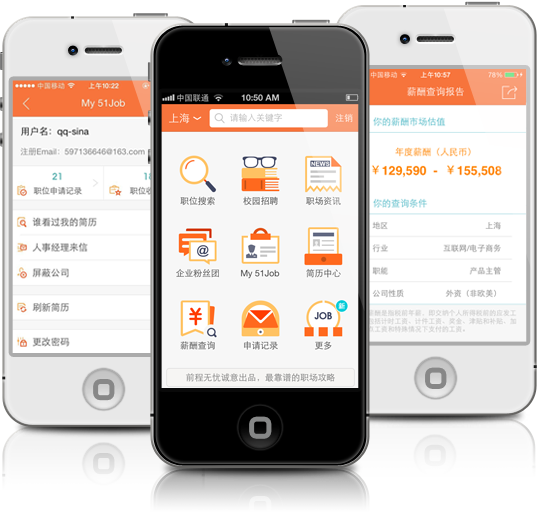 中国移动
上午10:22
My 51Job
用户名：qq-sina
注册Email：597136646@163.com
21
18
职位申请记录
职位收
谁看过我的简历
人事经理来信
屏蔽公司
刷新简历
更改密码
中国联通
10:50 AM
上海
请输入关键字
注销
职位搜索
校园招聘
NEWS
职场资讯
企业粉丝团
My 51Job
简历中心
薪酬查询
申请记录
JOB
新
更多
前程无忧诚意出品，最靠谱的职场攻略
中国移动
上午10:57
78%
薪酬查询报告
你的薪酬市场估值
年度薪酬（人民币）
￥129,590 - ￥155,508
你的查询条件
地区
上海
行业
互联网/电子商务
职能
产品主管
公司性质
外资（非欧美）